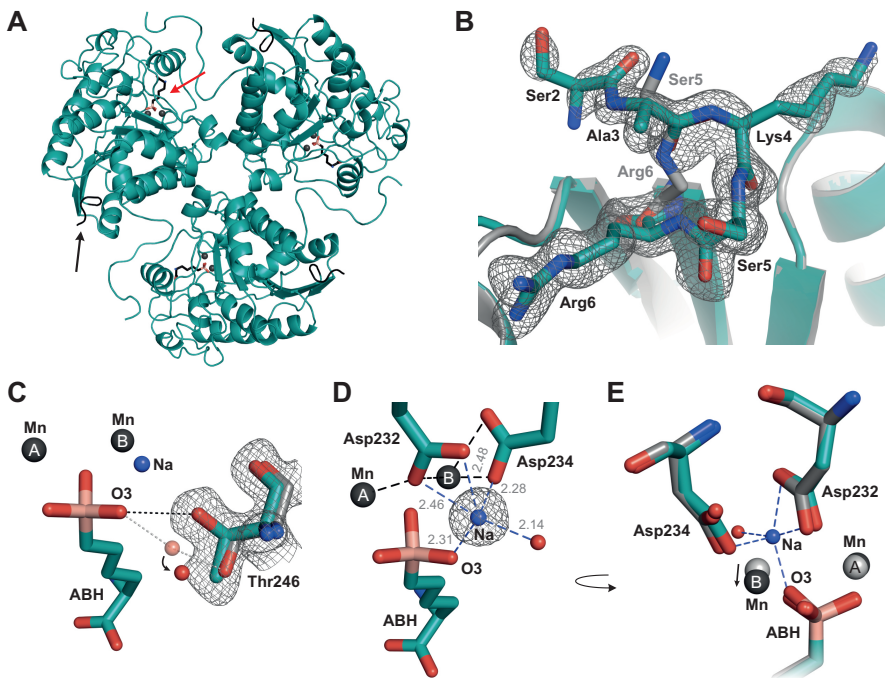 A
B
Ser2
Ser5
Ala3
Lys4
Arg6
Ser5
Arg6
C
Mn
A
Mn
B
Na
O3
ABH
Thr246
D
Asp232
Mn
A
B
2.48
Asp234
2.28
2.46
2.14
Na
2.31
O3
ABH
E
Asp232
Asp234
Na
Mn
A
B
Mn
O3
ABH